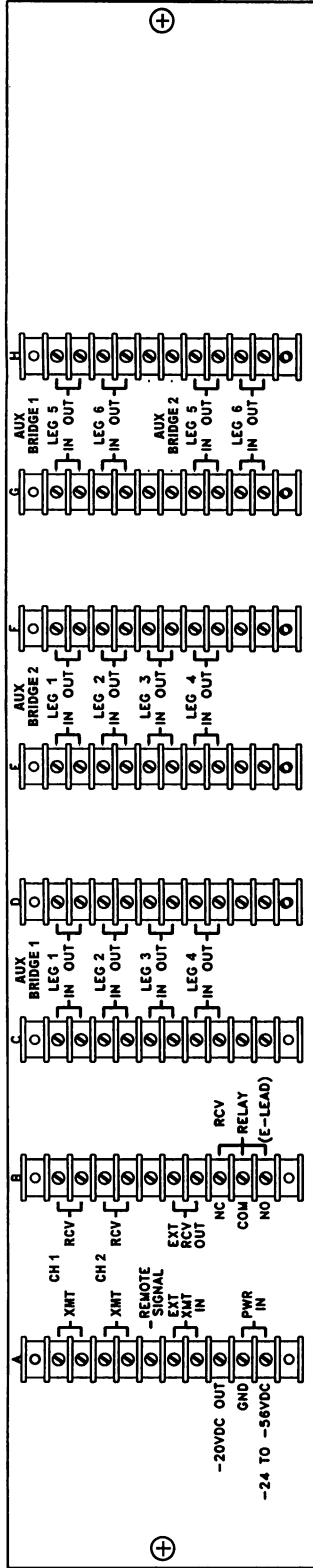 A
XMT
CH 1
XMT
CH 2
REMOTE
SIGNAL
EXT
XMT
IN
-20VDC OUT
GND
PWR
IN
-24 TO -56VDC
B
RCV
RCV
EXT
RCV
OUT
NC
COM
NO
RCV
RELAY
(E-LEAD)
C
AUX
BRIDGE 1
LEG 1
IN OUT
LEG 2
IN OUT
LEG 3
IN OUT
LEG 4
IN OUT
D
E
AUX
BRIDGE 2
LEG 1
IN OUT
LEG 2
IN OUT
LEG 3
IN OUT
LEG 4
IN OUT
F
G
AUX
BRIDGE 1
LEG 5
IN OUT
LEG 6
IN OUT
AUX
BRIDGE 2
LEG 5
IN OUT
LEG 6
IN OUT
H